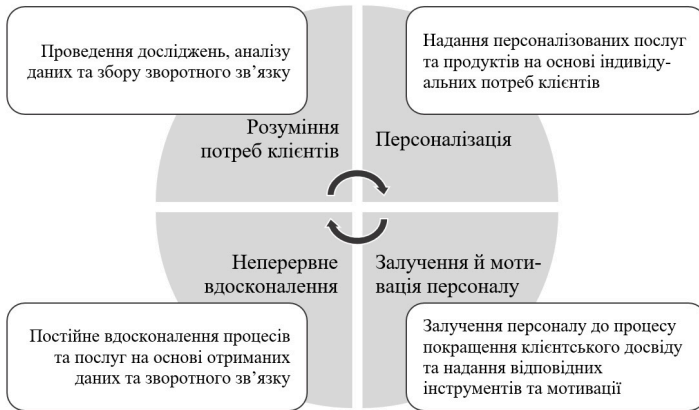 Проведення досліджень, аналізу
даних та збору зворотного зв’язку
Надання персоналізованих послуг
та продуктів на основі індивіду-
альних потреб клієнтів
Розуміння
потреб клієнтів
Персоналізація
Неперервне
вдосконалення
Залучення й моти-
вація персоналу
Постійне вдосконалення процесів
та послуг на основі отриманих
даних та зворотного зв’язку
Залучення персоналу до процесу
покращення клієнтського досвіду
та надання відповідних
інструментів та мотивації